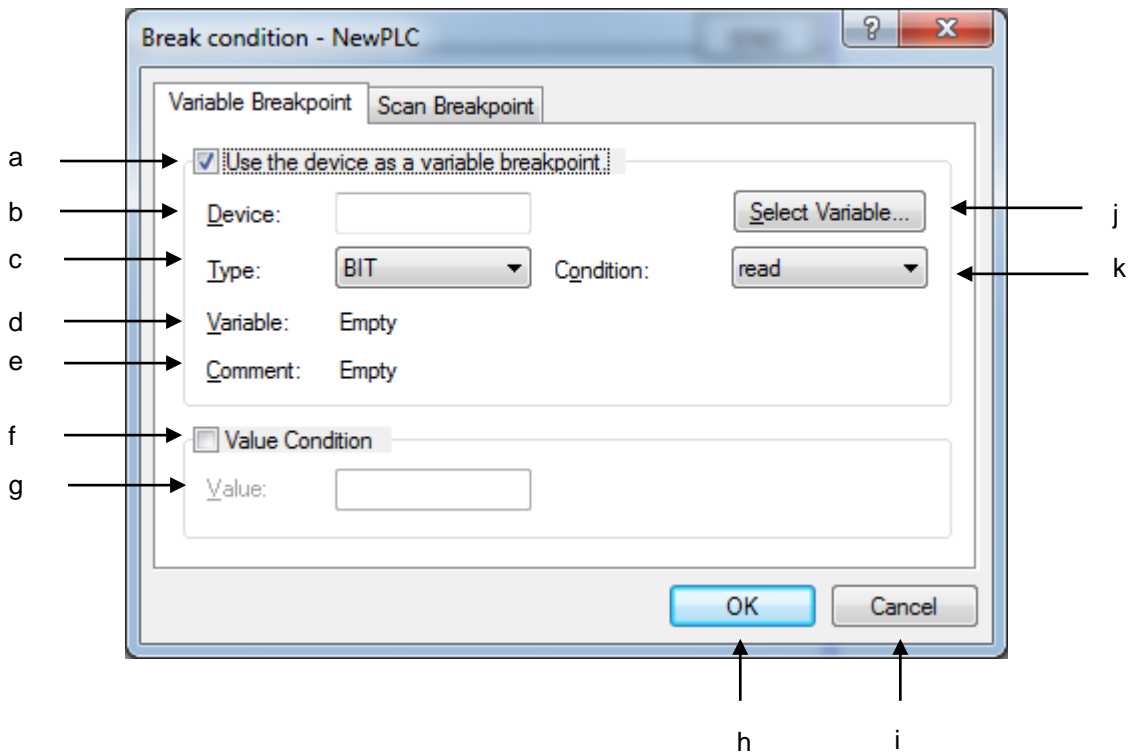 Break condition - NewPLC
Variable Breakpoint Scan Breakpoint
a Use the device as a variable breakpoint.
b Device: Select Variable... j
c Type: BIT Condition: read k
d Variable: Empty
e Comment: Empty
f Value Condition
g Value:
OK Cancel
h i